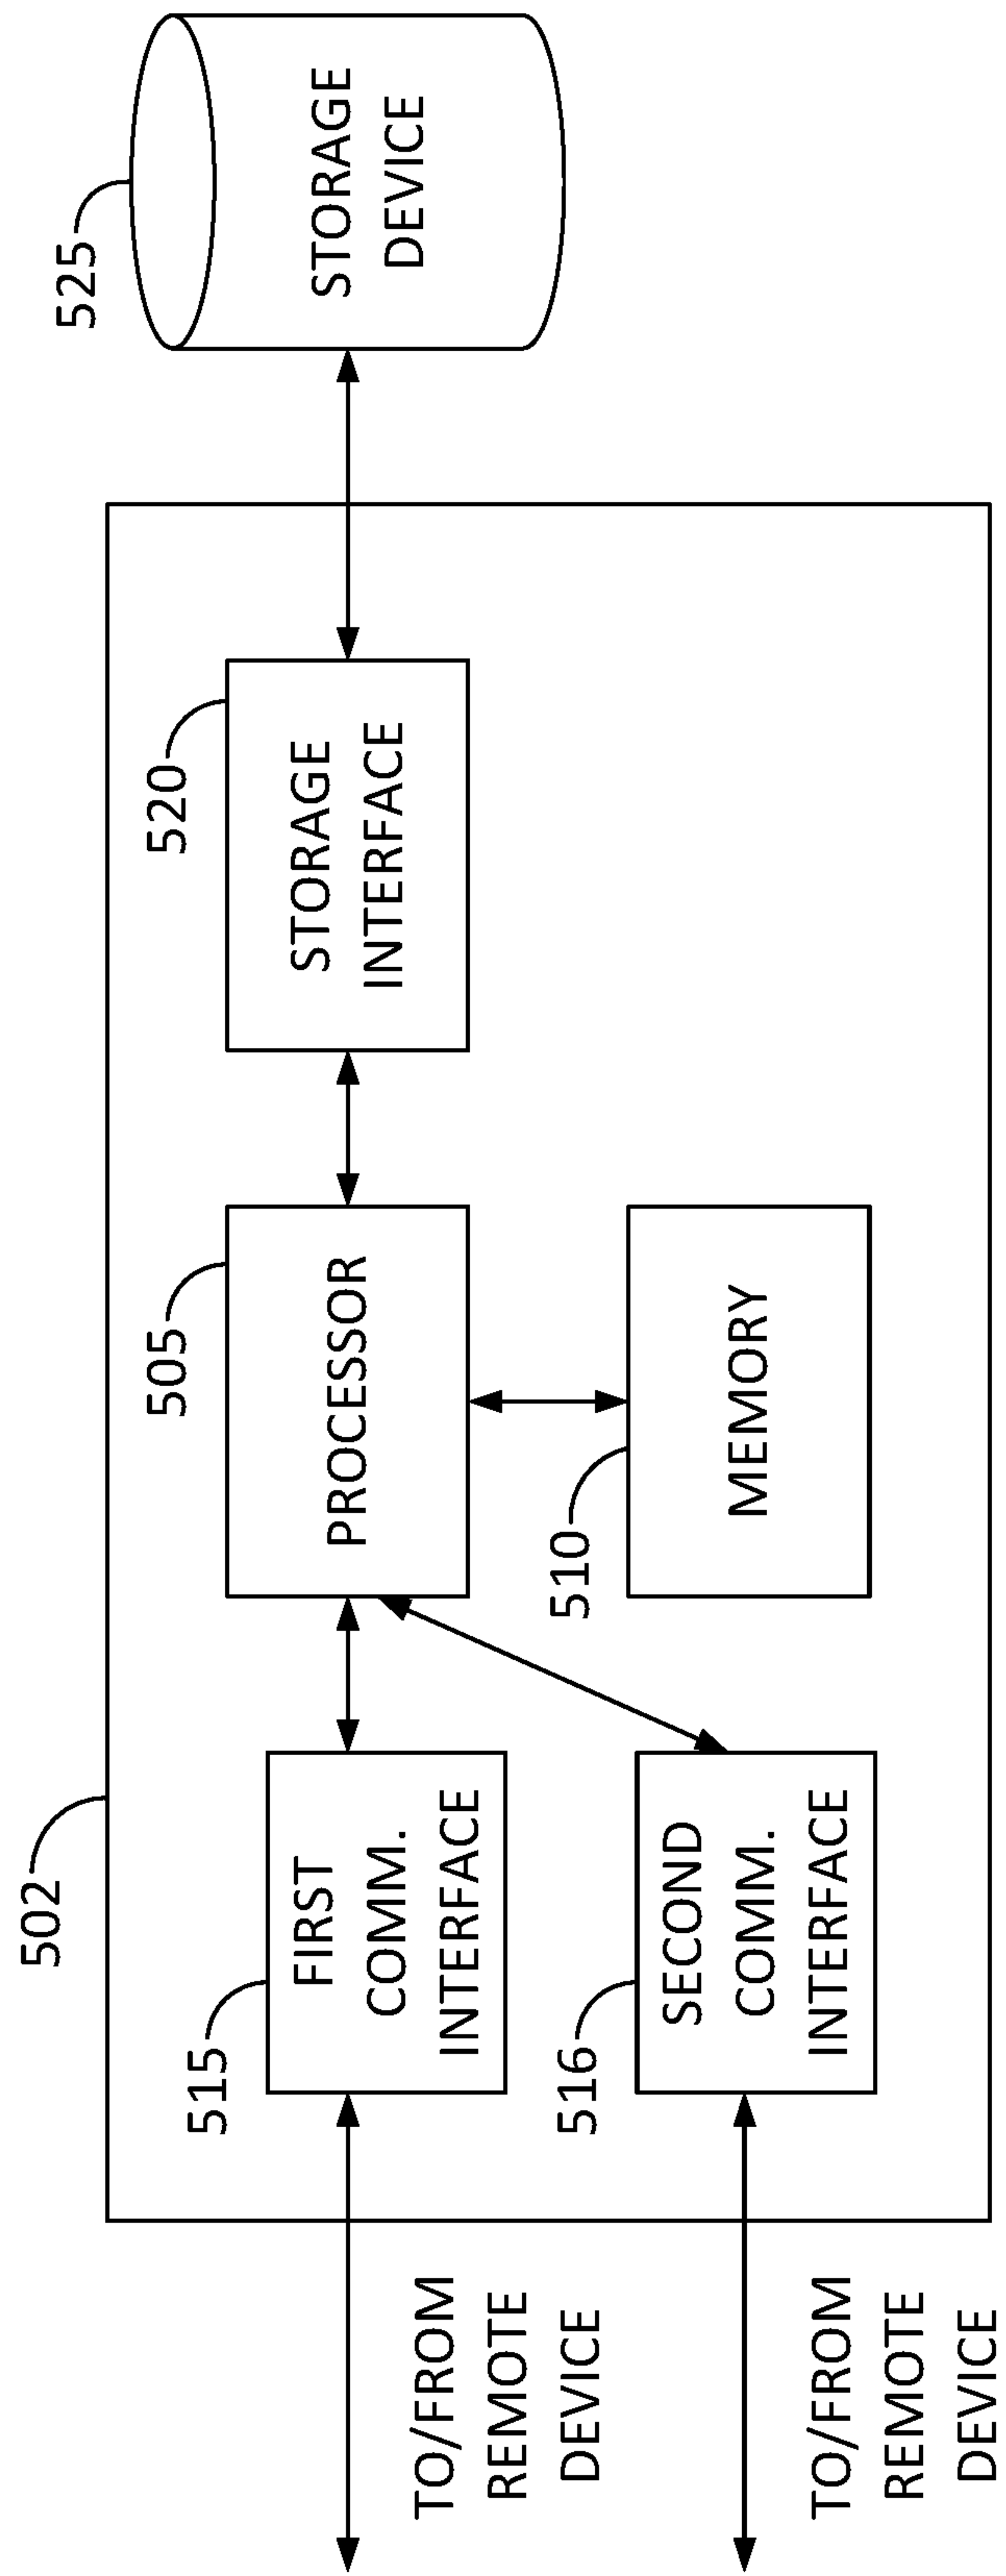 502
515
FIRST
COMM.
INTERFACE
505
PROCESSOR
520
STORAGE
INTERFACE
525
STORAGE
DEVICE
TO/FROM
REMOTE
DEVICE
516
SECOND
COMM.
INTERFACE
510
MEMORY
TO/FROM
REMOTE
DEVICE